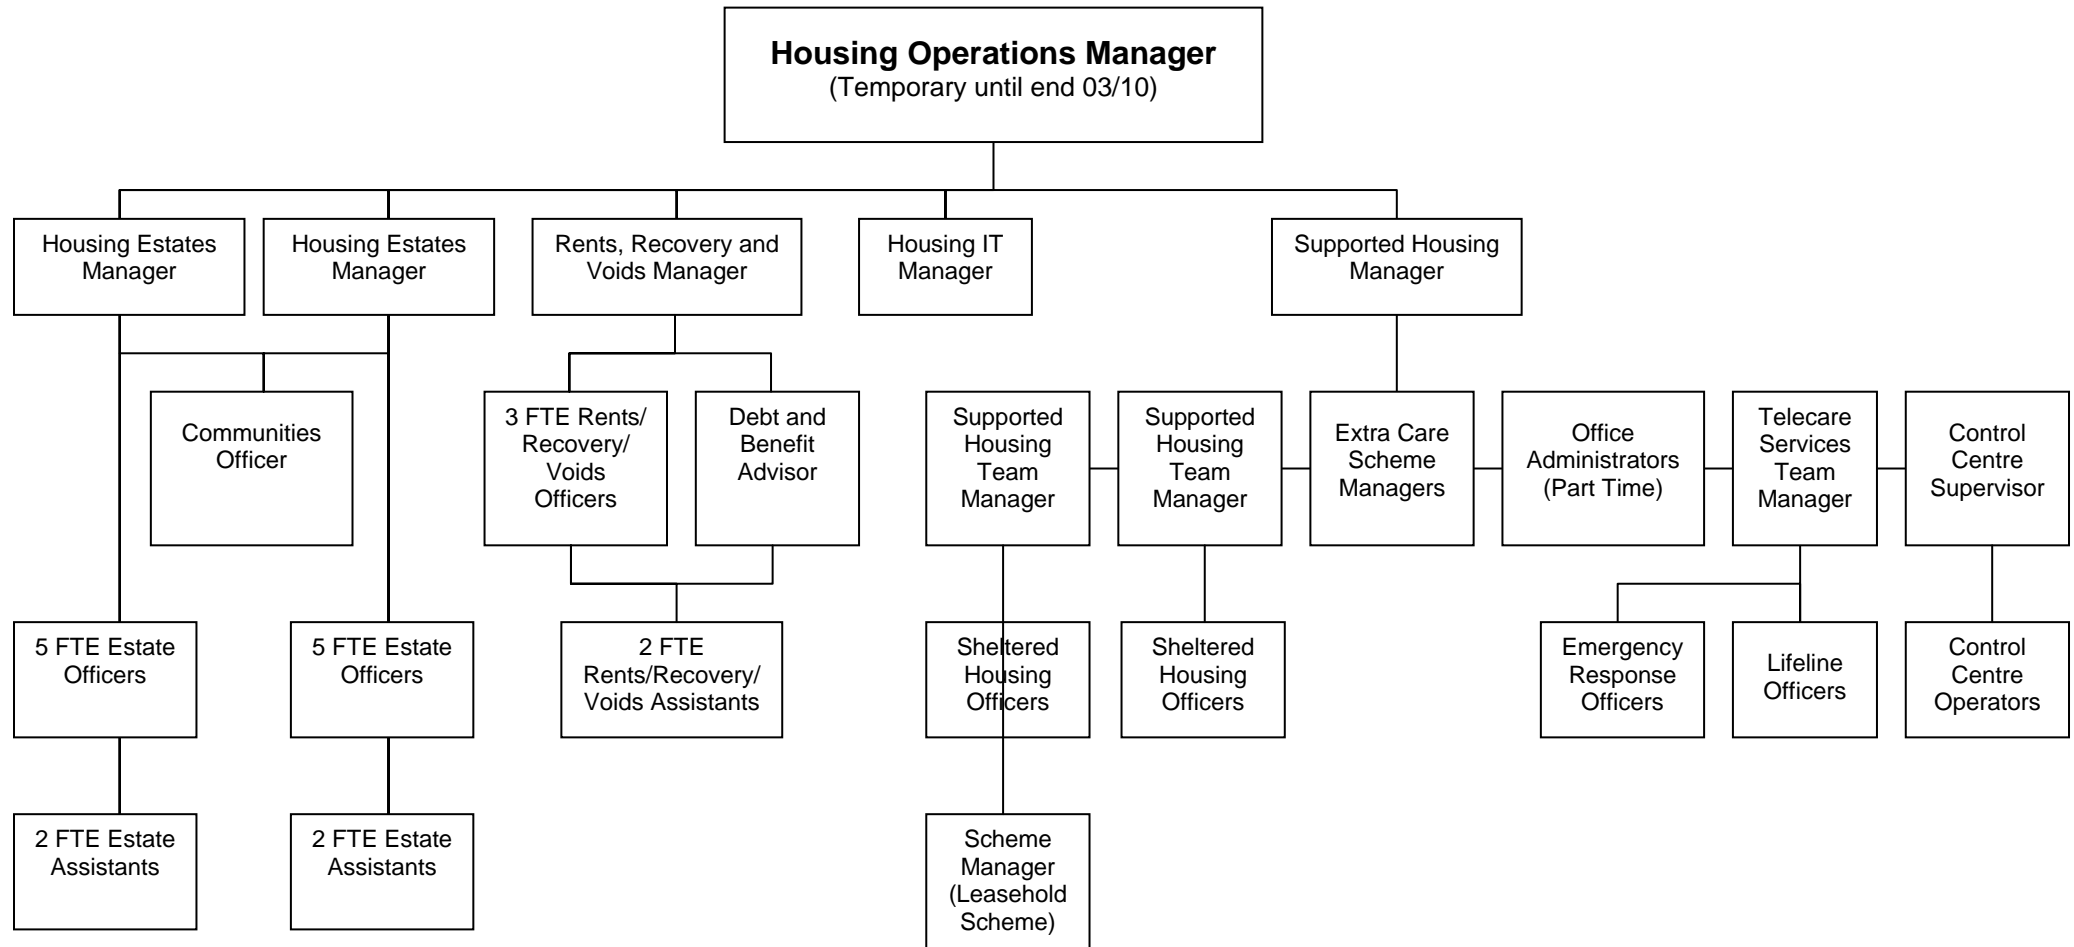 Housing Operations Manager
(Temporary until end 03/10)
Housing Estates
Manager
Housing Estates
Manager
Rents, Recovery and
Voids Manager
Housing IT
Manager
Supported Housing
Manager
Communities
Officer
3 FTE Rents/
Recovery/
Voids
Officers
Debt and
Benefit
Advisor
Supported
Housing
Team
Manager
Supported
Housing
Team
Manager
Extra Care
Scheme
Managers
Office
Administrators
(Part Time)
Telecare
Services
Team
Manager
Control
Centre
Supervisor
5 FTE Estate
Officers
5 FTE Estate
Officers
2 FTE
Rents/Recovery/
Voids Assistants
Sheltered
Housing
Officers
Sheltered
Housing
Officers
Emergency
Response
Officers
Lifeline
Officers
Control
Centre
Operators
2 FTE Estate
Assistants
2 FTE Estate
Assistants
Scheme
Manager
(Leasehold
Scheme)